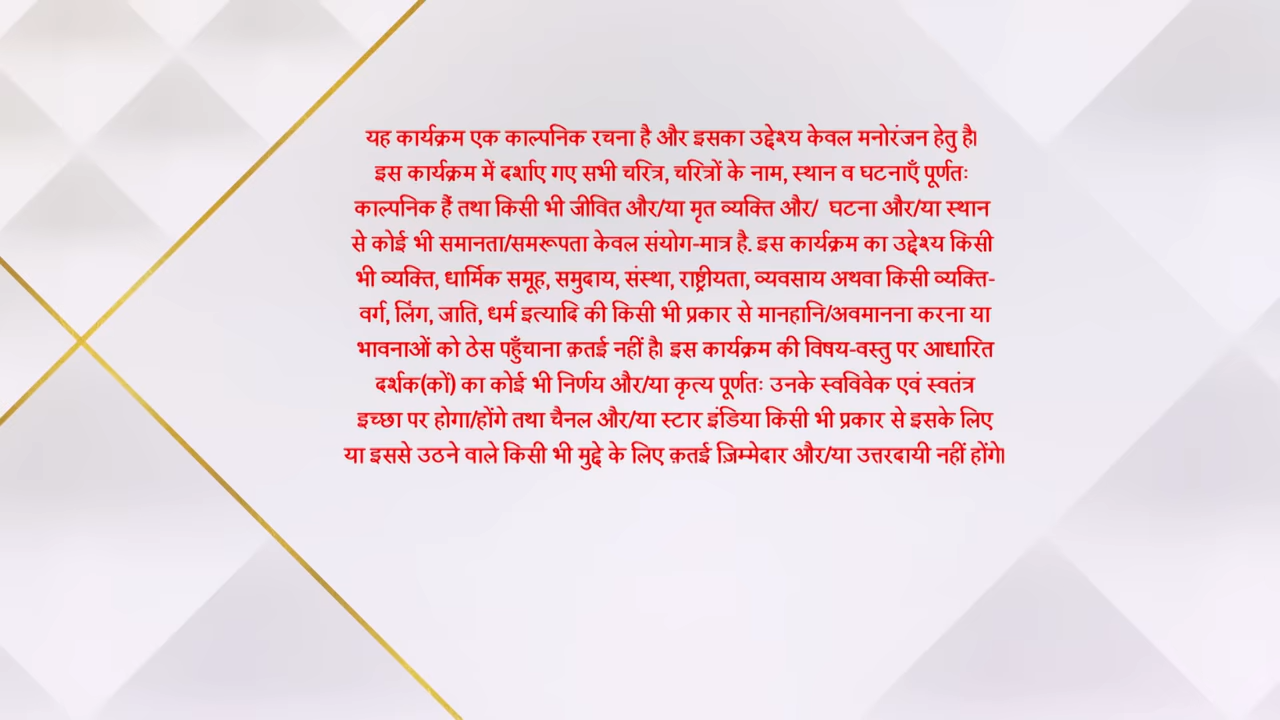 यह कार्यक्रम एक काल्पनिक रचना है और इसका उद्देश्य केवल मनोरंजन हेतु है।
इस कार्यक्रम में दर्शाए गए सभी चरित्र, चरित्रों के नाम, स्थान व घटनाएँ पूर्णतः
काल्पनिक हैं तथा किसी भी जीवित और/या मृत व्यक्ति और/ घटना और/या स्थान
से कोई भी समानता/समरूपता केवल संयोग-मात्र है. इस कार्यक्रम का उद्देश्य किसी
भी व्यक्ति, धार्मिक समूह, समुदाय, संस्था, राष्ट्रीयता, व्यवसाय अथवा किसी व्यक्ति-
वर्ग, लिंग, जाति, धर्म इत्यादि की किसी भी प्रकार से मानहानि/अवमानना करना या
भावनाओं को ठेस पहुँचाना क़तई नहीं है। इस कार्यक्रम की विषय-वस्तु पर आधारित
दर्शक(कों) का कोई भी निर्णय और/या कृत्य पूर्णतः उनके स्वविवेक एवं स्वतंत्र
इच्छा पर होगा/होंगे तथा चैनल और/या स्टार इंडिया किसी भी प्रकार से इसके लिए
या इससे उठने वाले किसी भी मुद्दे के लिए क़तई ज़िम्मेदार और/या उत्तरदायी नहीं होंगे।